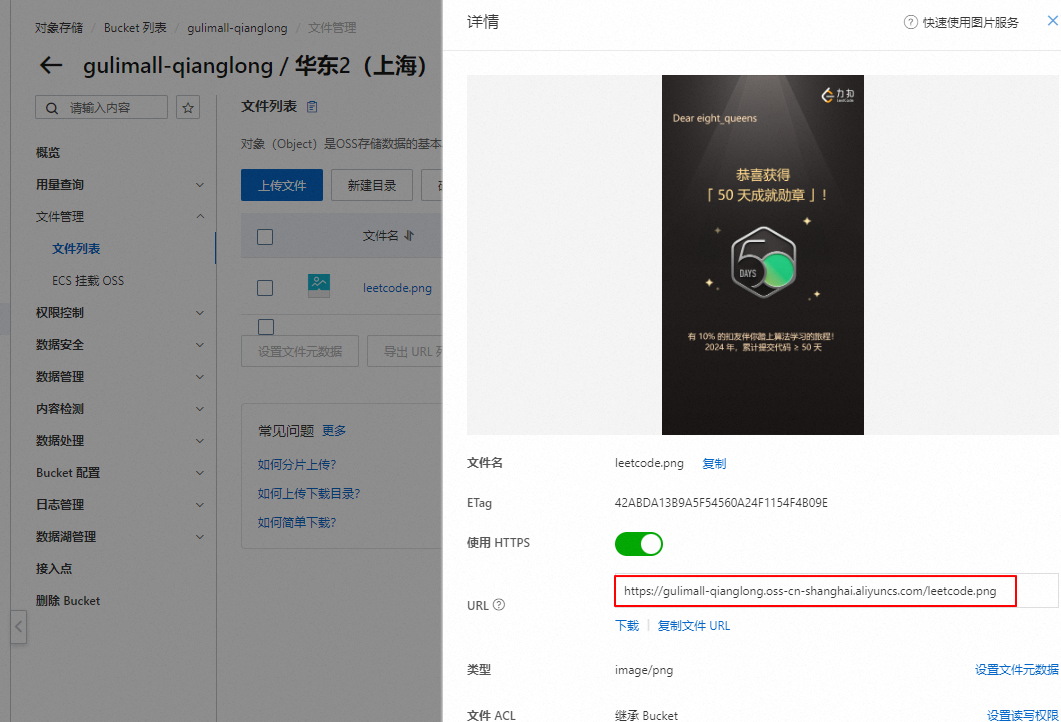 对象存储 / Bucket 列表 / gulimall-qianglong / 文件管理
← gulimall-qianglong / 华东2（上海）
请输入内容
概览
用量查询
文件管理
文件列表
ECS 挂载 OSS
权限控制
数据安全
数据管理
内容检测
数据处理
Bucket 配置
日志管理
数据湖管理
接入点
删除 Bucket
文件列表
对象（Object）是OSS存储数据的基本
上传文件
新建目录
文件名
leetcode.png
设置文件元数据
导出 URL 列
常见问题 更多
如何分片上传?
如何上传下载目录?
如何简单下载?
详情
快速使用图片服务
力扣
LeetCode
Dear eight_queens
恭喜获得
「 50 天成就勋章 」!
50
DAYS
有 10% 的扣友伴你踏上算法学习的旅程!
2024 年，累计提交代码 ≥ 50 天
文件名
leetcode.png 复制
ETag
42ABDA13B9A5F54560A24F1154F4B09E
使用 HTTPS
URL
https://gulimall-qianglong.oss-cn-shanghai.aliyuncs.com/leetcode.png
下载 复制文件 URL
类型
image/png
设置文件元数据
文件 ACL
继承 Bucket
设置读写权限